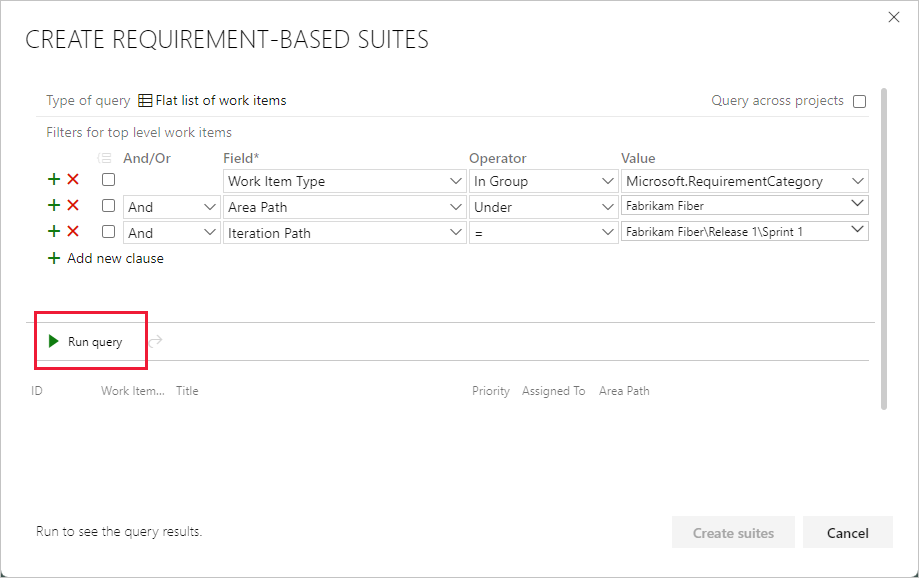 CREATE REQUIREMENT-BASED SUITES
Type of query Flat list of work items Query across projects
Filters for top level work items
And/Or Field* Operator Value
Work Item Type In Group Microsoft.RequirementCategory
And Area Path Under Fabrikam Fiber
And Iteration Path = Fabrikam Fiber\Release 1\Sprint 1
+ Add new clause
Run query
ID Work Item... Title Priority Assigned To Area Path
Run to see the query results. Create suites Cancel